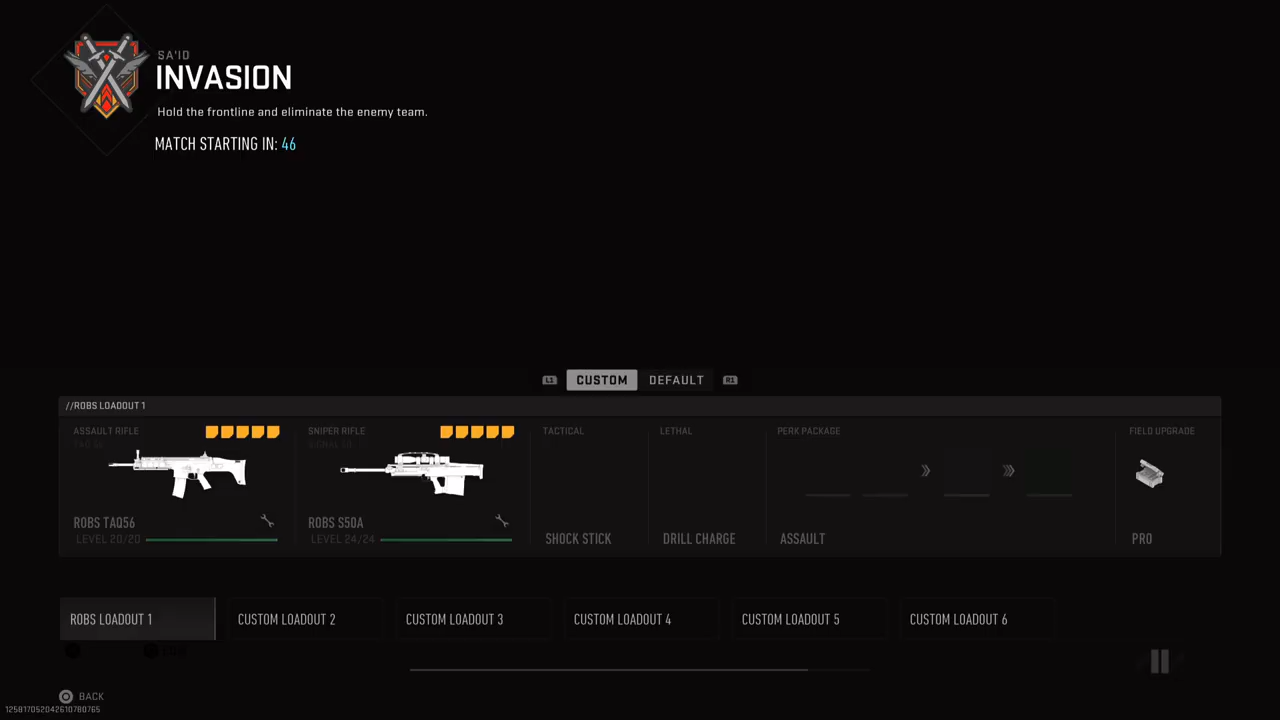 SA'ID
INVASION
Hold the frontline and eliminate the enemy team.
MATCH STARTING IN: 46
L1 CUSTOM DEFAULT R1
//ROBS LOADOUT 1
ASSAULT RIFLE SNIPER RIFLE TACTICAL LETHAL PERK PACKAGE FIELD UPGRADE
ROBS TAQ56 ROBS S50A SHOCK STICK DRILL CHARGE ASSAULT PRO
LEVEL 20/20 LEVEL 24/24
ROBS LOADOUT 1 CUSTOM LOADOUT 2 CUSTOM LOADOUT 3 CUSTOM LOADOUT 4 CUSTOM LOADOUT 5 CUSTOM LOADOUT 6
BACK